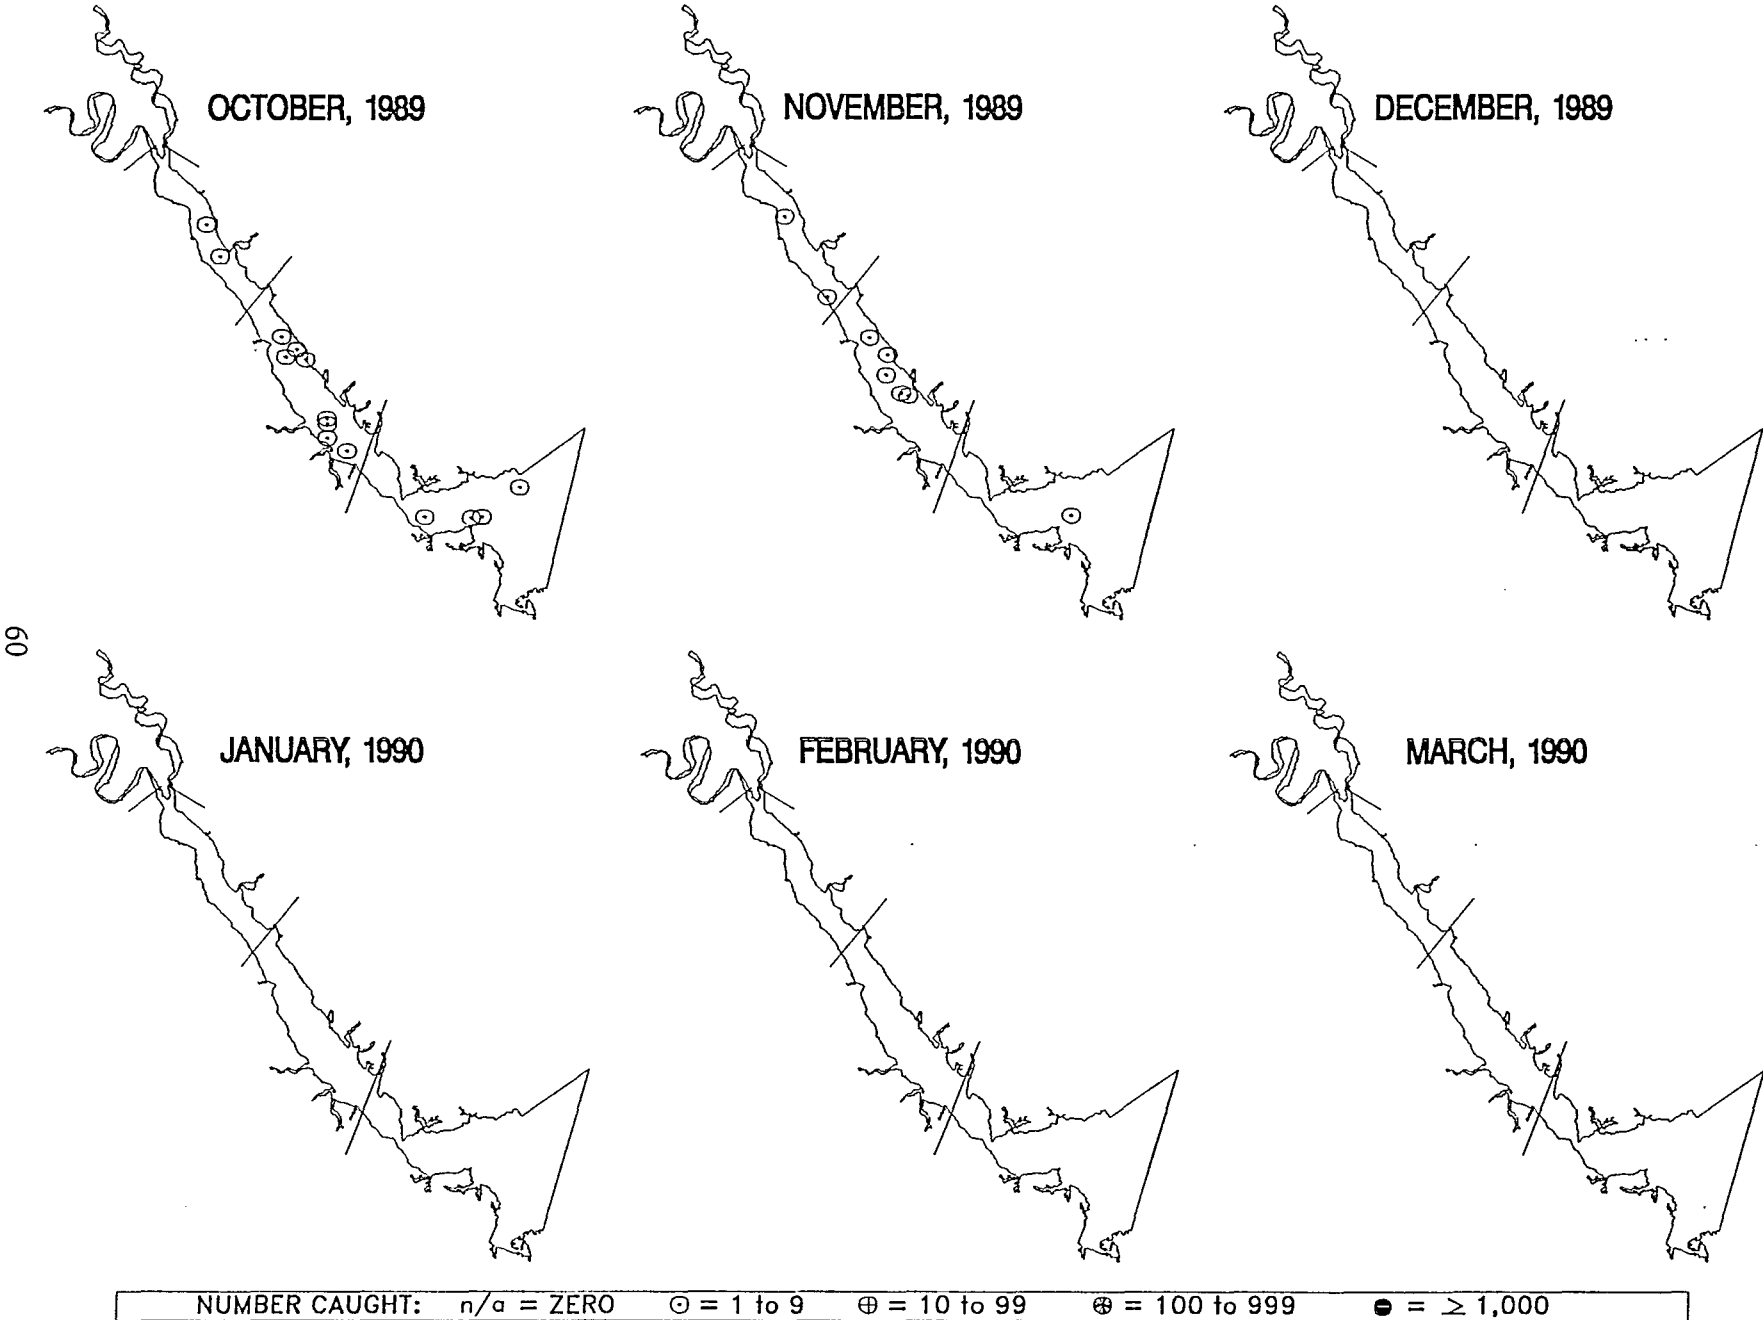 OCTOBER, 1989
NOVEMBER, 1989
DECEMBER, 1989
60
JANUARY, 1990
FEBRUARY, 1990
MARCH, 1990
NUMBER CAUGHT: n/a = ZERO ⊙ = 1 to 9 ⊕ = 10 to 99 ⊛ = 100 to 999 ⊖ = ≥ 1,000